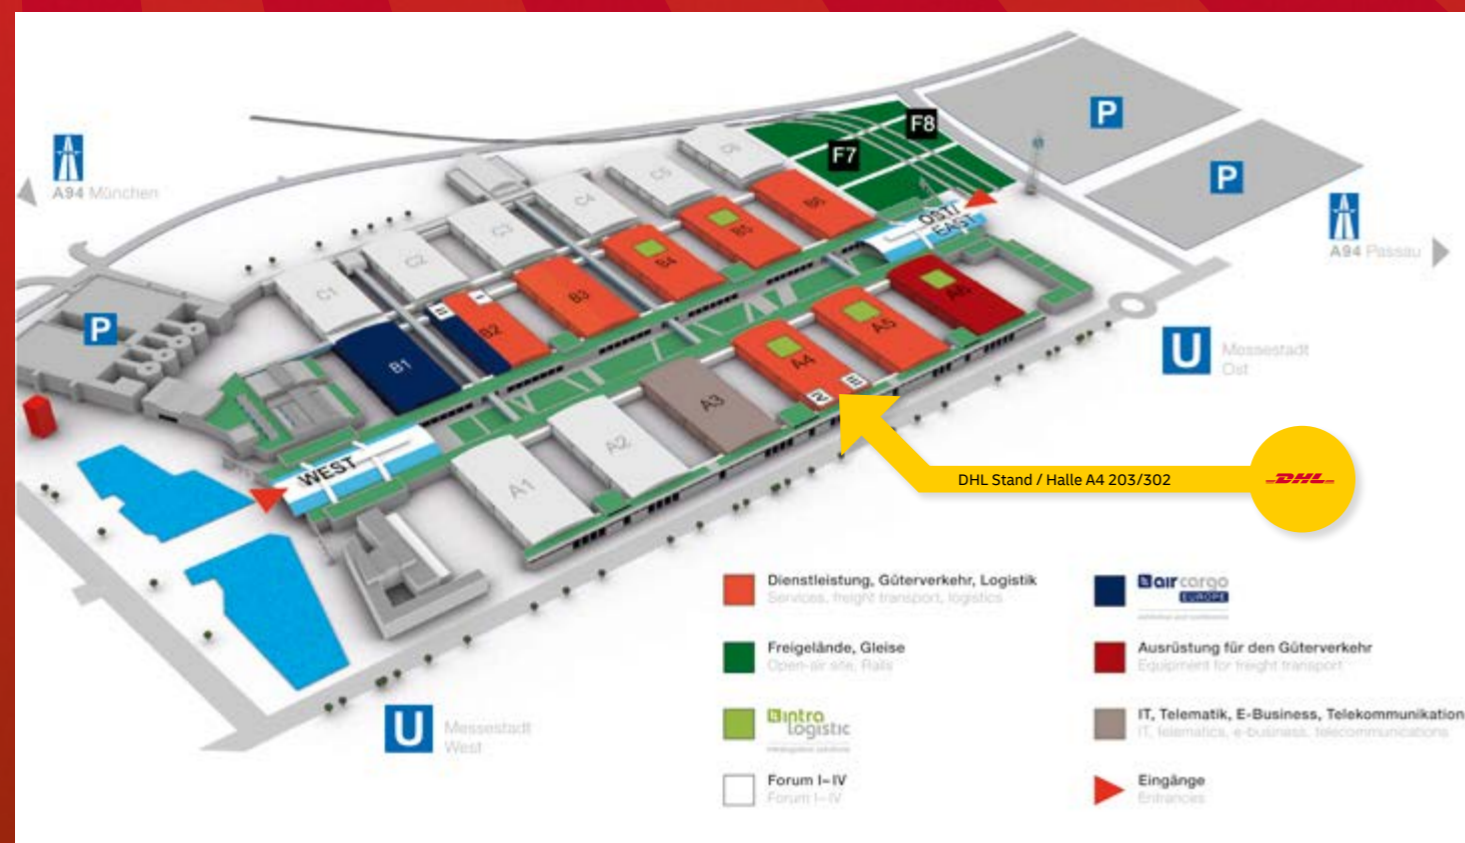 P
F8
F7
P
A94 München
C6
C5
C4
C3
C2
C1
OST/
EAST
A94 Passau
B6
B5
B4
B3
I
II
B2
B1
P
A6
A5
A4
III
IV
A3
A2
A1
WEST
U
Messestadt
Ost
DHL Stand / Halle A4 203/302
DHL
Dienstleistung, Güterverkehr, Logistik
Services, freight transport, logistics
Freigelände, Gleise
Open-air site, Rails
intra
logistic
Forum I–IV
Forum I–IV
air cargo
EUROPE
Ausrüstung für den Güterverkehr
Equipment for freight transport
IT, Telematik, E-Business, Telekommunikation
IT, telematics, e-business, telecommunications
Eingänge
Entrances
U
Messestadt
West